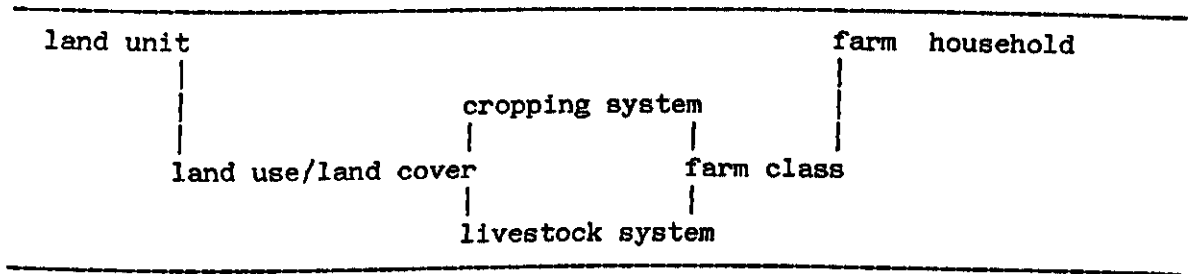 land unit farm household
cropping system
land use/land cover farm class
livestock system